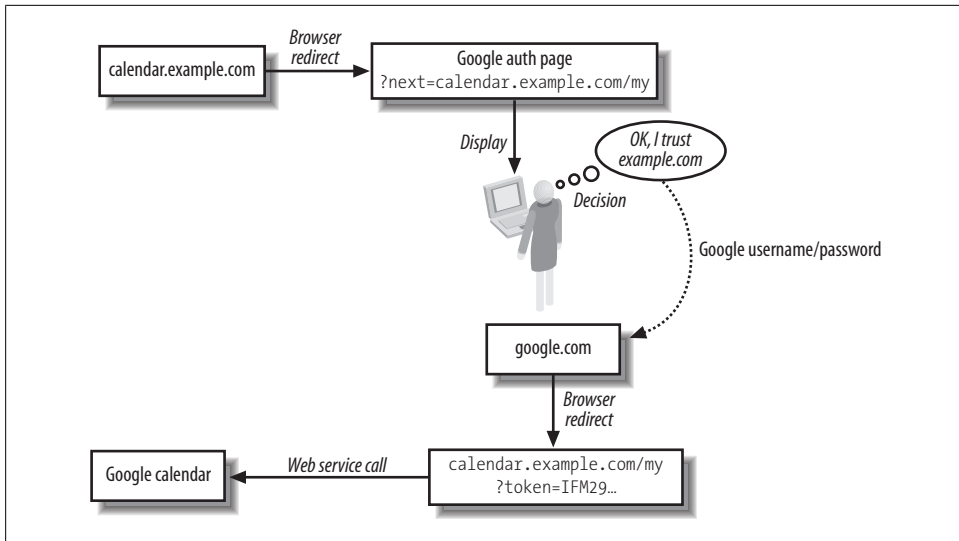 Browser
redirect
calendar.example.com
Google auth page
?next=calendar.example.com/my
Display
OK, I trust
example.com
Decision
Google username/password
google.com
Browser
redirect
Google calendar
Web service call
calendar.example.com/my
?token=IFM29…